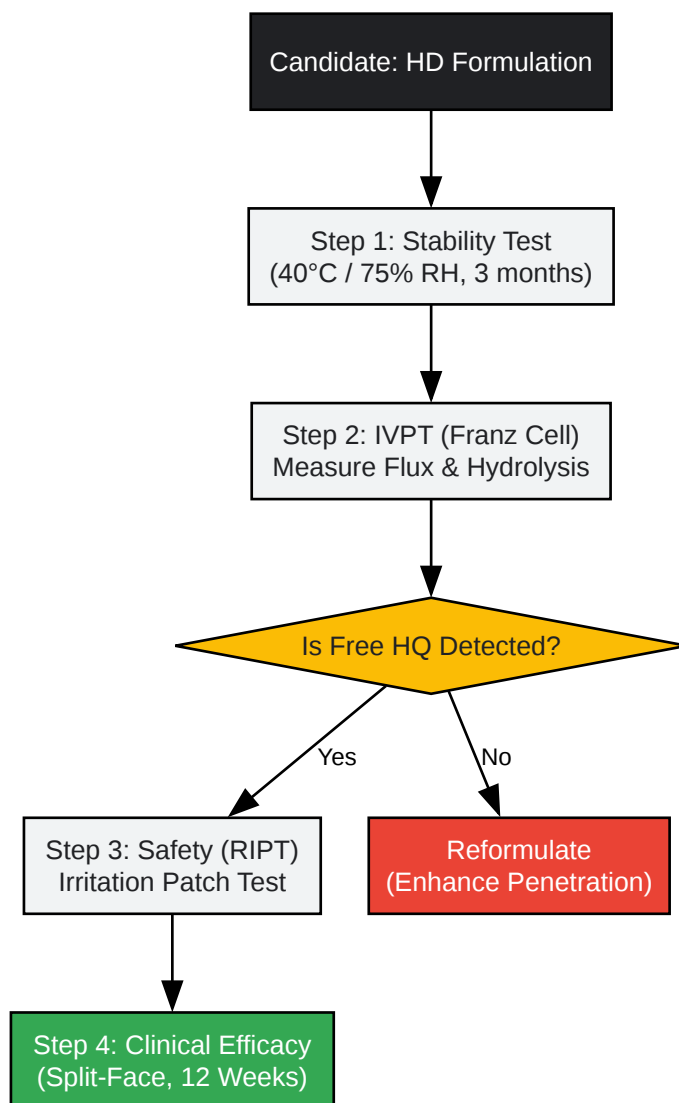 Candidate: HD Formulation
Step 1: Stability Test
(40°C / 75% RH, 3 months)
Step 2: IVPT (Franz Cell)
Measure Flux & Hydrolysis
Is Free HQ Detected?
Yes
No
Step 3: Safety (RIPT)
Irritation Patch Test
Reformulate
(Enhance Penetration)
Step 4: Clinical Efficacy
(Split-Face, 12 Weeks)